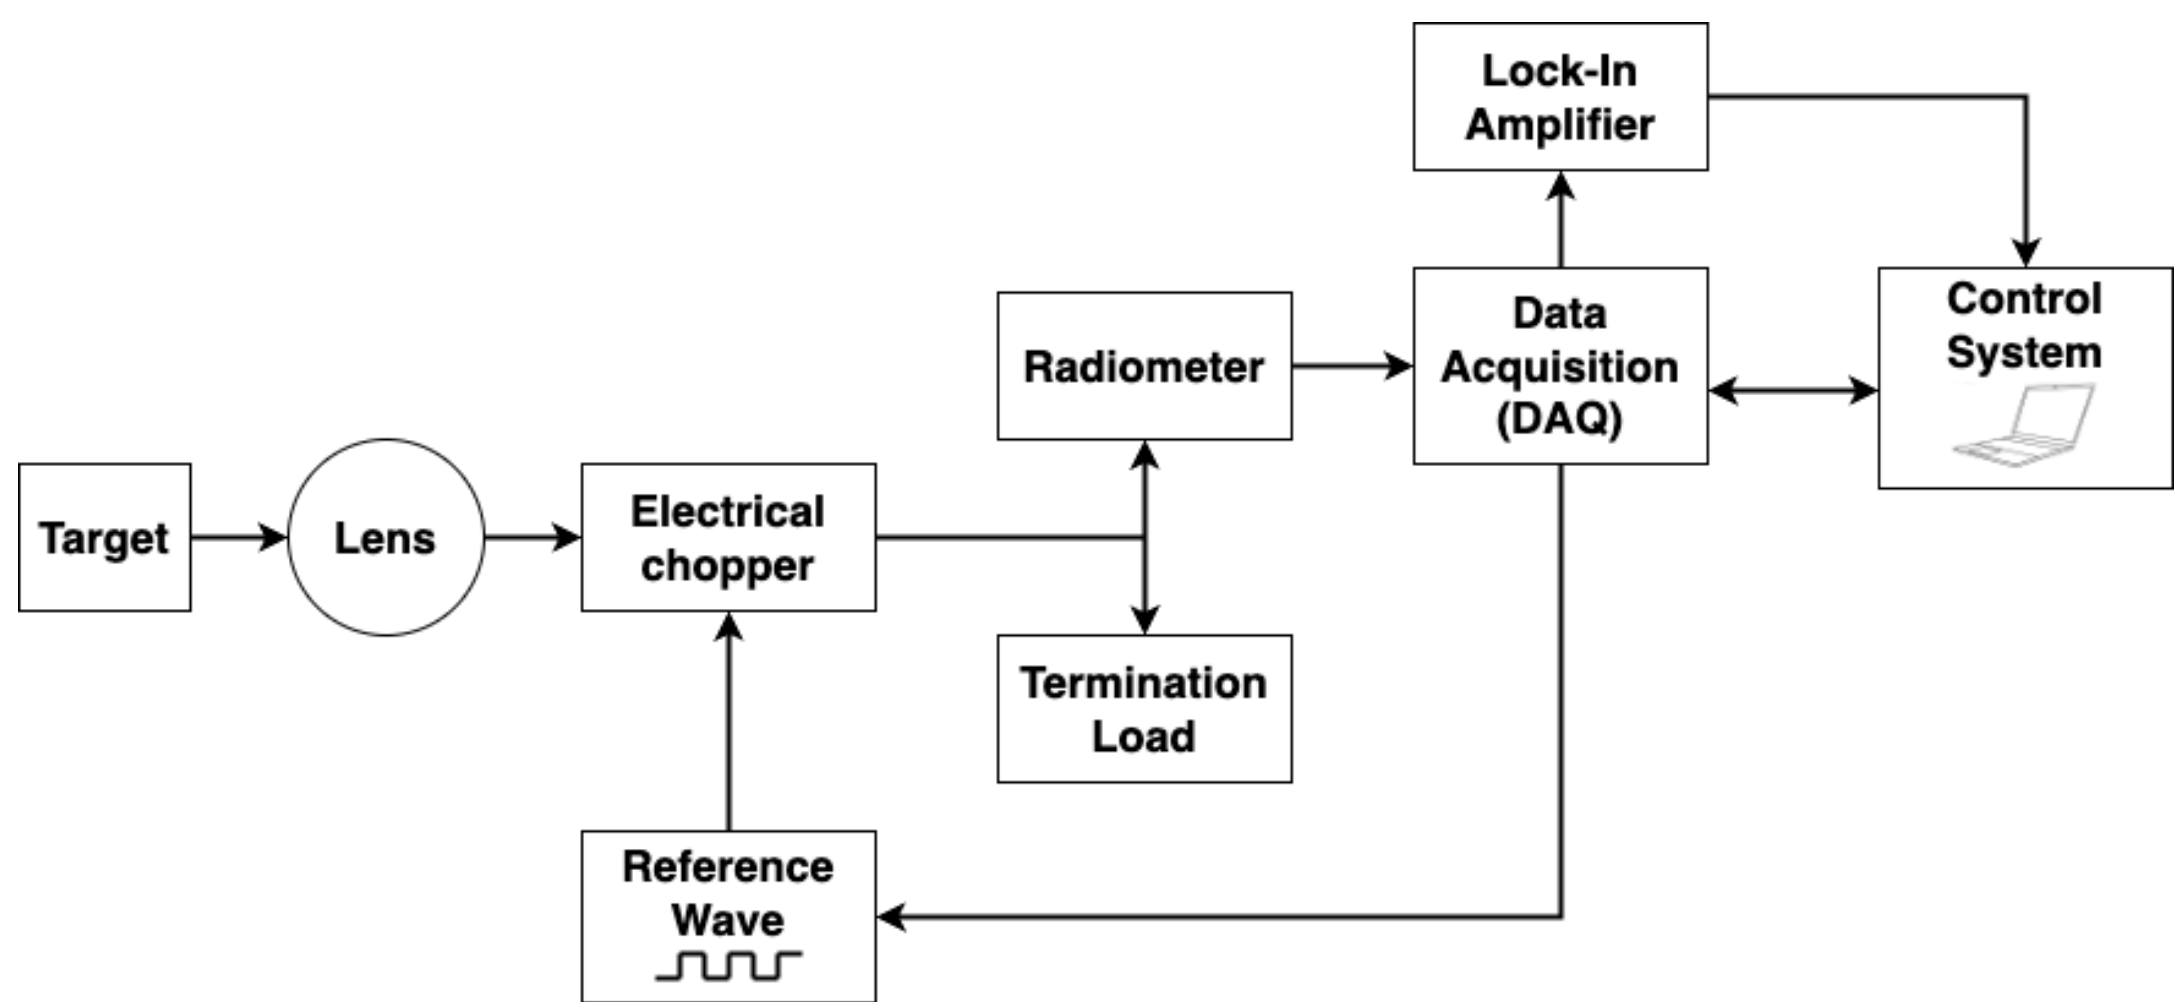 Lock-In
Amplifier
Control
System
Data
Acquisition
(DAQ)
Radiometer
Target
Lens
Electrical
chopper
Termination
Load
Reference
Wave